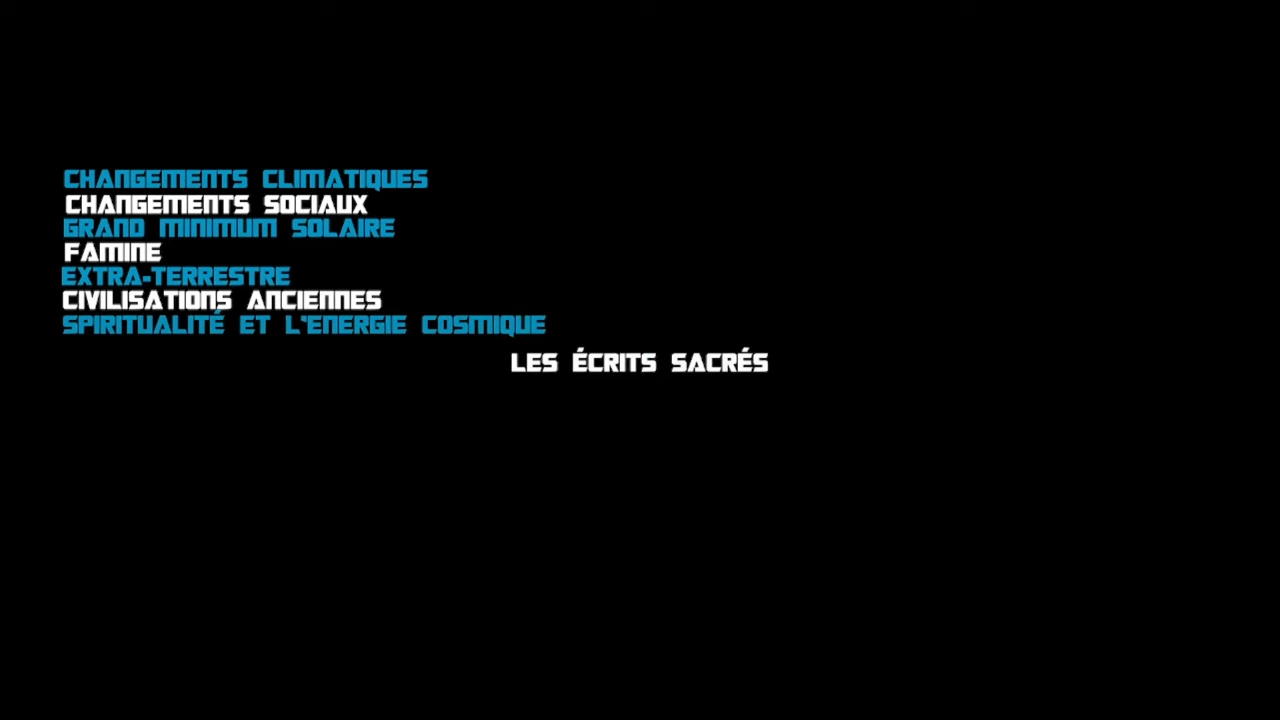 CHANGEMENTS CLIMATIQUES
CHANGEMENTS SOCIAUX
GRAND MINIMUM SOLAIRE
FAMINE
EXTRA-TERRESTRE
CIVILISATIONS ANCIENNES
SPIRITUALITÉ ET L'ENERGIE COSMIQUE
LES ÉCRITS SACRÉS